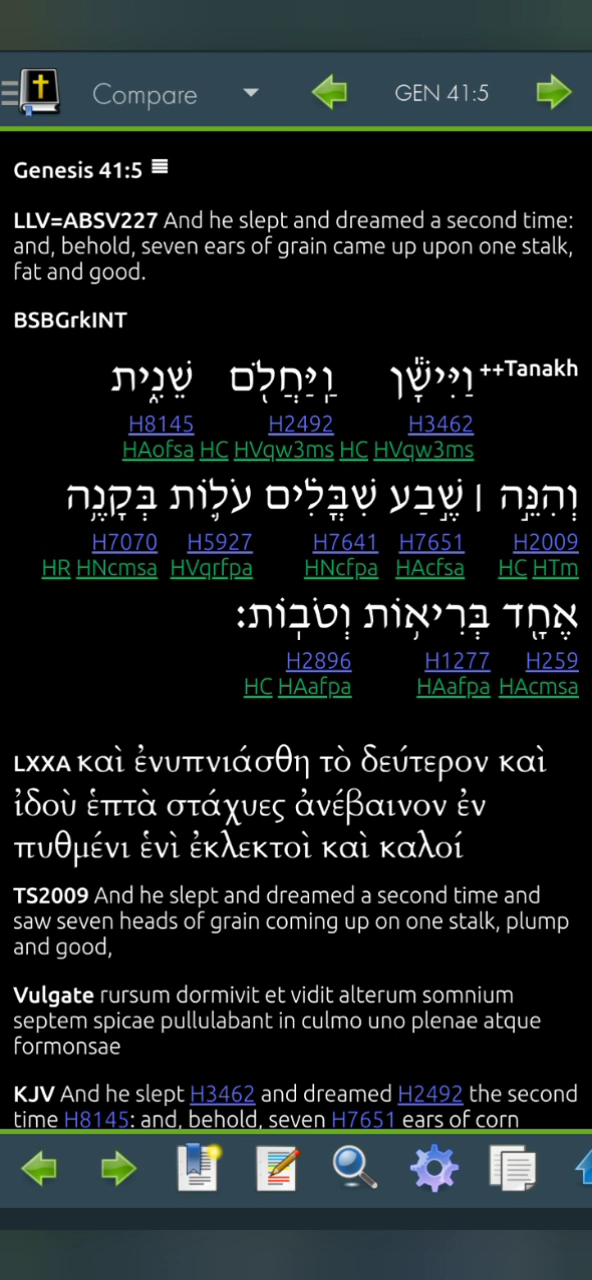 Compare
GEN 41:5
Genesis 41:5
LLV=ABSV227 And he slept and dreamed a second time:
and, behold, seven ears of grain came up upon one stalk,
fat and good.
BSBGrkINT
++Tanakh וַיִּישָׁ֕ן וַֽיַּחֲלֹ֖ם שֵׁנִ֑ית
H3462 H2492 H8145
HVqw3ms HC HVqw3ms HC HAofsa
וְהִנֵּ֣ה ׀ שֶׁ֣בַע שִׁבֳּלִ֗ים עֹל֛וֹת בְּקָנֶ֥ה
H2009 H7651 H7641 H5927 H7070
HTm HC HAcfsa HNcfpa HVqrfpa HNcmsa HR
אֶחָ֖ד בְּרִיא֥וֹת וְטֹבֽוֹת׃
H259 H1277 H2896
HAcmsa HAafpa HAafpa HC
LXXA καὶ ἐνυπνιάσθη τὸ δεύτερον καὶ
ἰδοὺ ἑπτὰ στάχυες ἀνέβαινον ἐν
πυθμένι ἑνὶ ἐκλεκτοὶ καὶ καλοί
TS2009 And he slept and dreamed a second time and
saw seven heads of grain coming up on one stalk, plump
and good,
Vulgate rursum dormivit et vidit alterum somnium
septem spicae pullulabant in culmo uno plenae atque
formonsae
KJV And he slept H3462 and dreamed H2492 the second
time H8145: and, behold, seven H7651 ears of corn